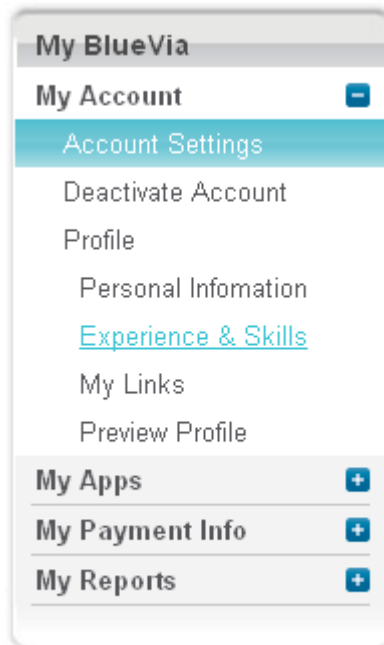 My BlueVia
My Account
Account Settings
Deactivate Account
Profile
Personal Infomation
Experience & Skills
My Links
Preview Profile
My Apps
My Payment Info
My Reports